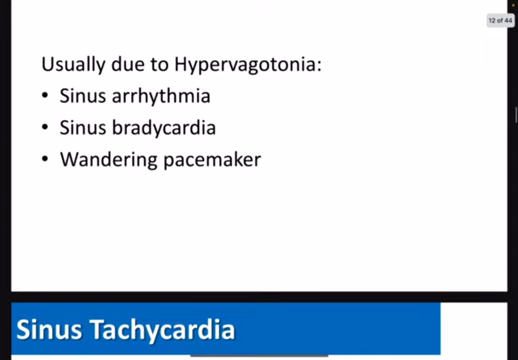 12 of 44
Usually due to Hypervagotonia:
• Sinus arrhythmia
• Sinus bradycardia
• Wandering pacemaker
Sinus Tachycardia